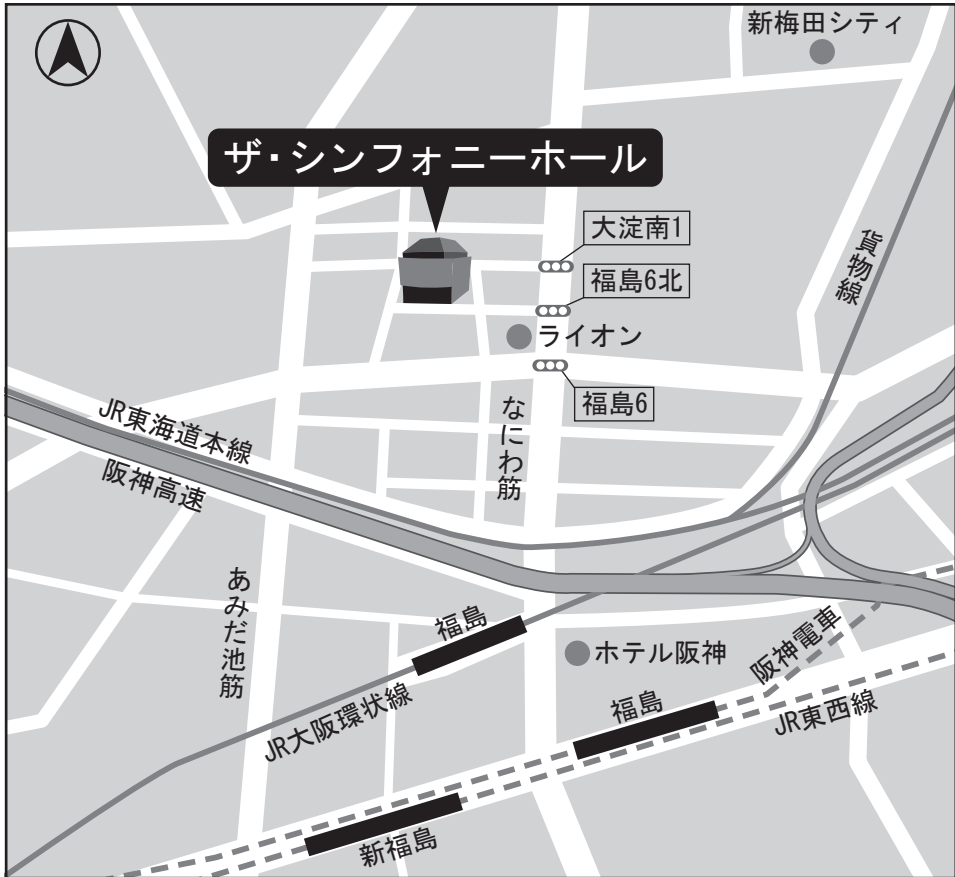 新梅田シティ
ザ・シンフォニーホール
大淀南1
貨物線
福島6北
ライオン
福島6
なにわ筋
JR東海道本線
阪神高速
あみだ池筋
福島
ホテル阪神
阪神電車
福島
JR東西線
JR大阪環状線
新福島